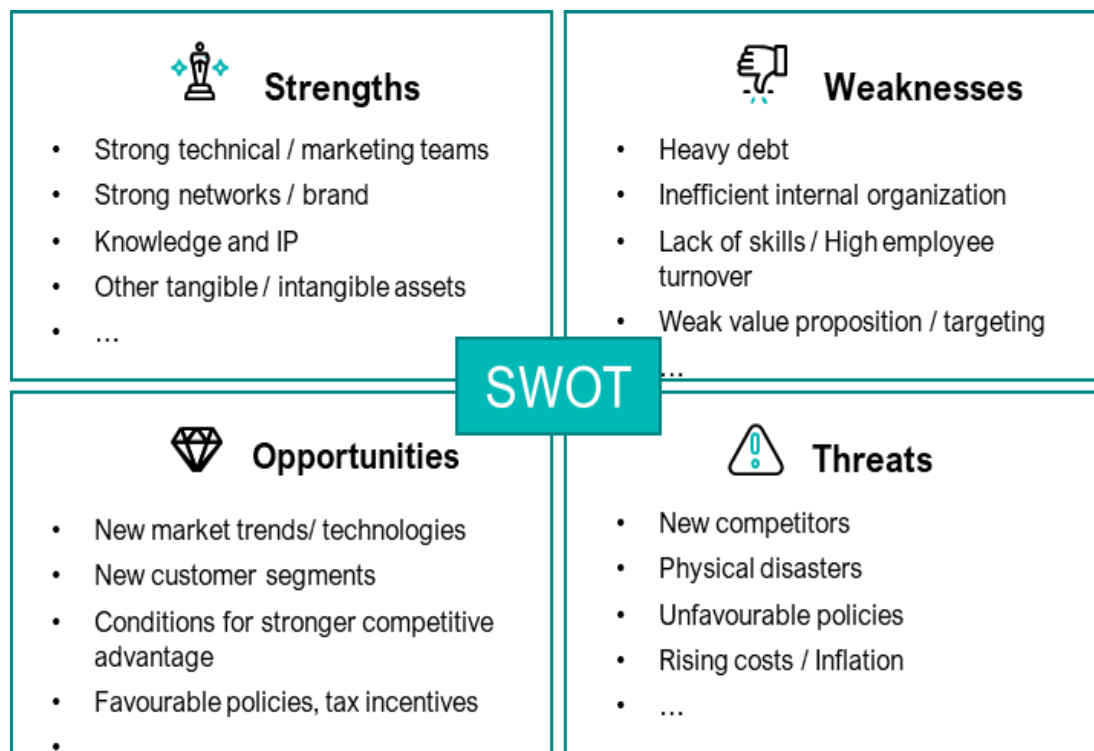 Strengths
• Strong technical / marketing teams
• Strong networks / brand
• Knowledge and IP
• Other tangible / intangible assets
• …
Weaknesses
• Heavy debt
• Inefficient internal organization
• Lack of skills / High employee
turnover
• Weak value proposition / targeting
…
SWOT
Opportunities
• New market trends/ technologies
• New customer segments
• Conditions for stronger competitive
advantage
• Favourable policies, tax incentives
•
Threats
• New competitors
• Physical disasters
• Unfavourable policies
• Rising costs / Inflation
• …